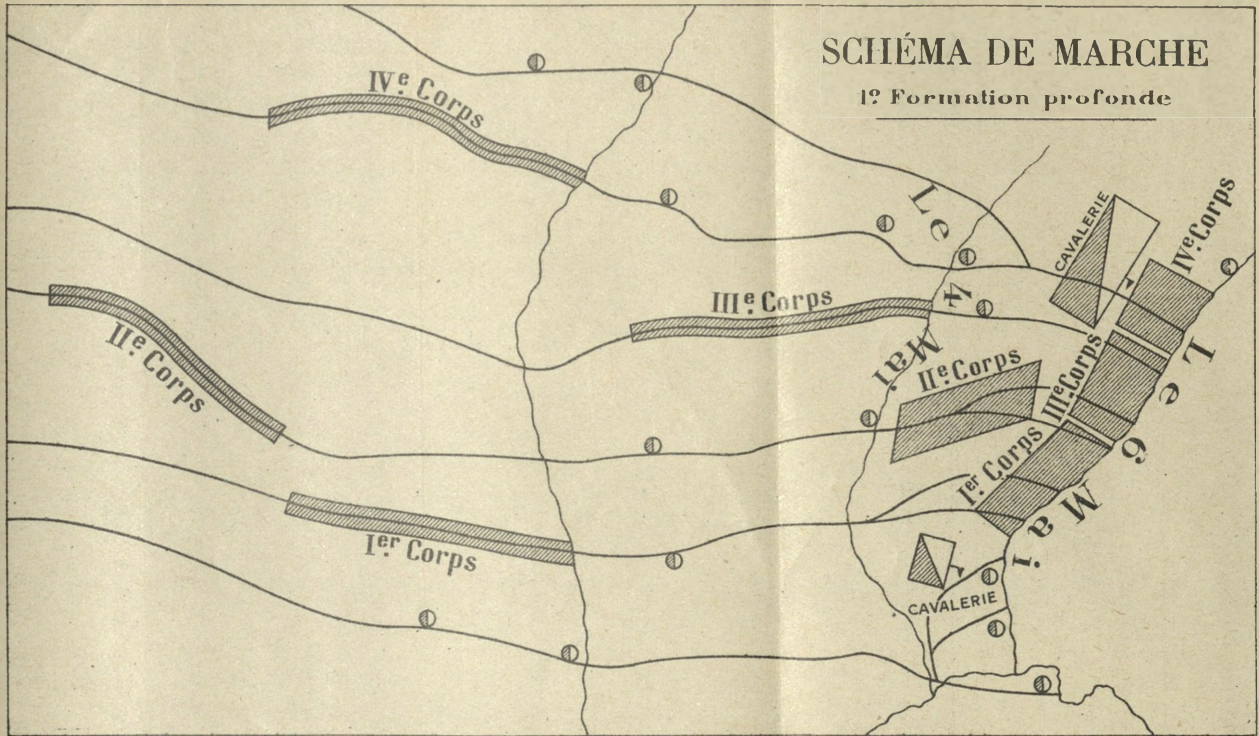 SCHÉMA DE MARCHE
1º Formation profonde
IVe Corps
Le 4 Mai
CAVALERIE
IVe Corps
IIIe Corps
IIe Corps
IIe Corps
IIIe Corps
Ier Corps
Ier Corps
Le 6 Mai
CAVALERIE